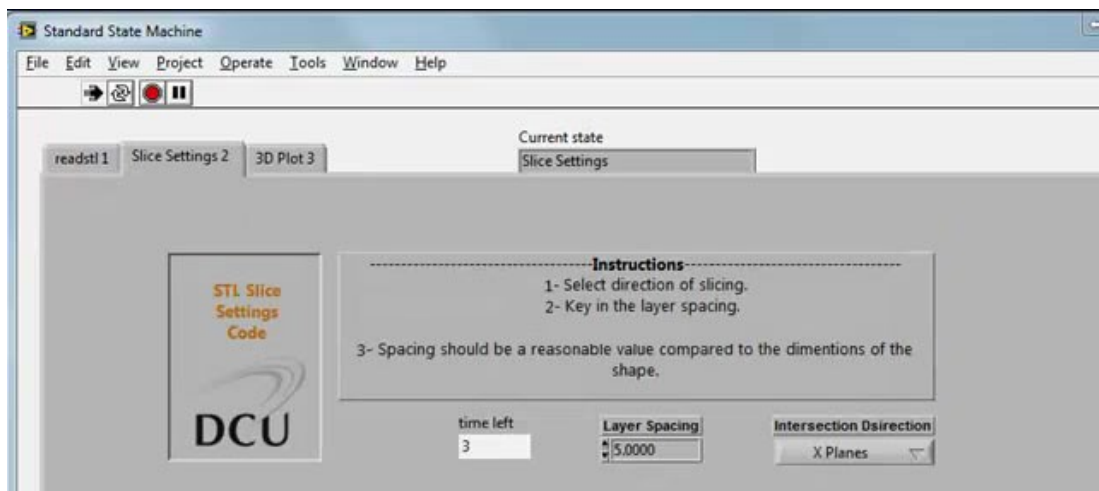 Standard State Machine
File Edit View Project Operate Tools Window Help
Current state
readstl 1 Slice Settings 2 3D Plot 3 Slice Settings
STL Slice
Settings
Code
DCU
Instructions
1- Select direction of slicing.
2- Key in the layer spacing.
3- Spacing should be a reasonable value compared to the dimentions of the
shape.
time left Layer Spacing Intersection Dsirection
3 5.0000 X Planes